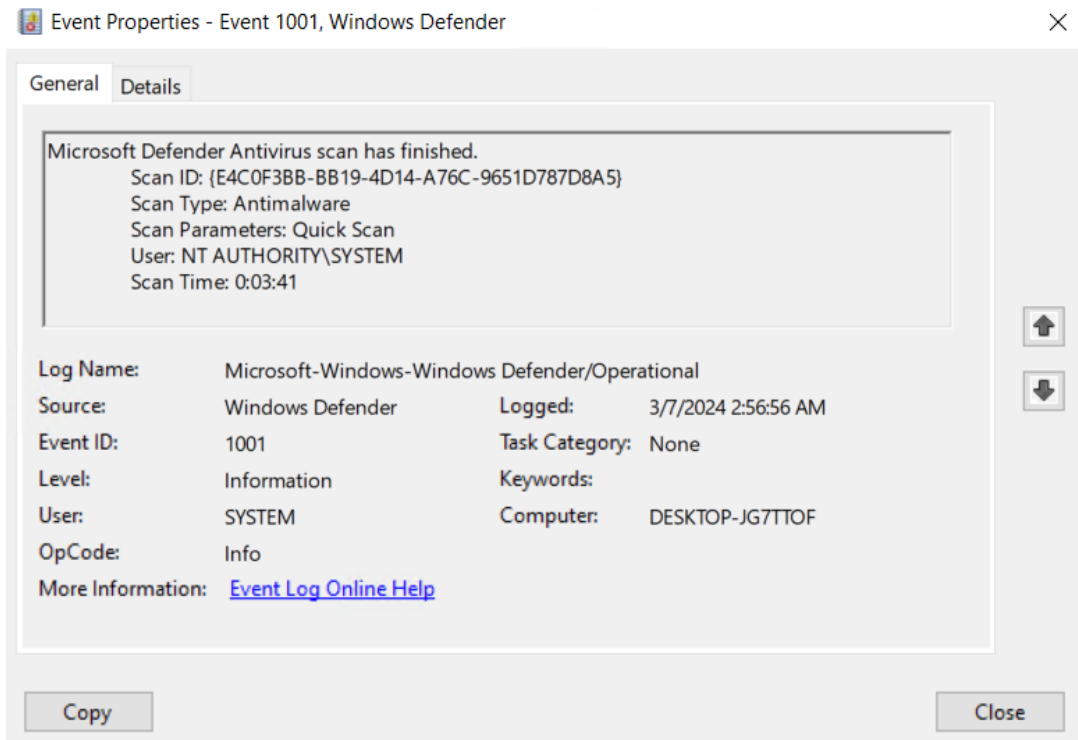 Event Properties - Event 1001, Windows Defender
General Details
Microsoft Defender Antivirus scan has finished.
Scan ID: {E4C0F3BB-BB19-4D14-A76C-9651D787D8A5}
Scan Type: Antimalware
Scan Parameters: Quick Scan
User: NT AUTHORITY\SYSTEM
Scan Time: 0:03:41
Log Name: Microsoft-Windows-Windows Defender/Operational
Source: Windows Defender Logged: 3/7/2024 2:56:56 AM
Event ID: 1001 Task Category: None
Level: Information Keywords:
User: SYSTEM Computer: DESKTOP-JG7TTOF
OpCode: Info
More Information: Event Log Online Help
Copy Close